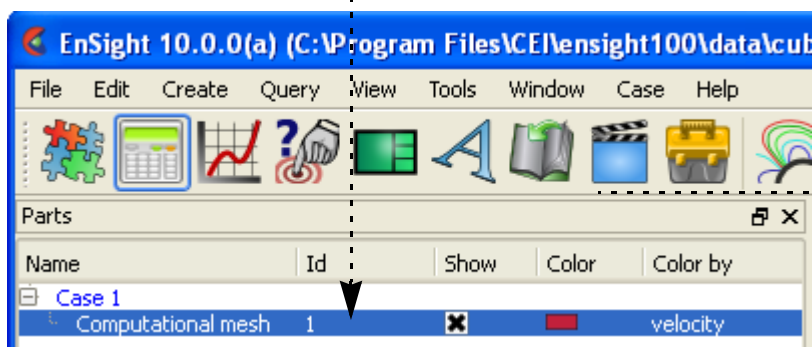 EnSight 10.0.0(a) (C:\Program Files\CEI\ensight100\data\cub
File Edit Create Query View Tools Window Case Help
Parts
Name Id Show Color Color by
Case 1
Computational mesh 1 velocity